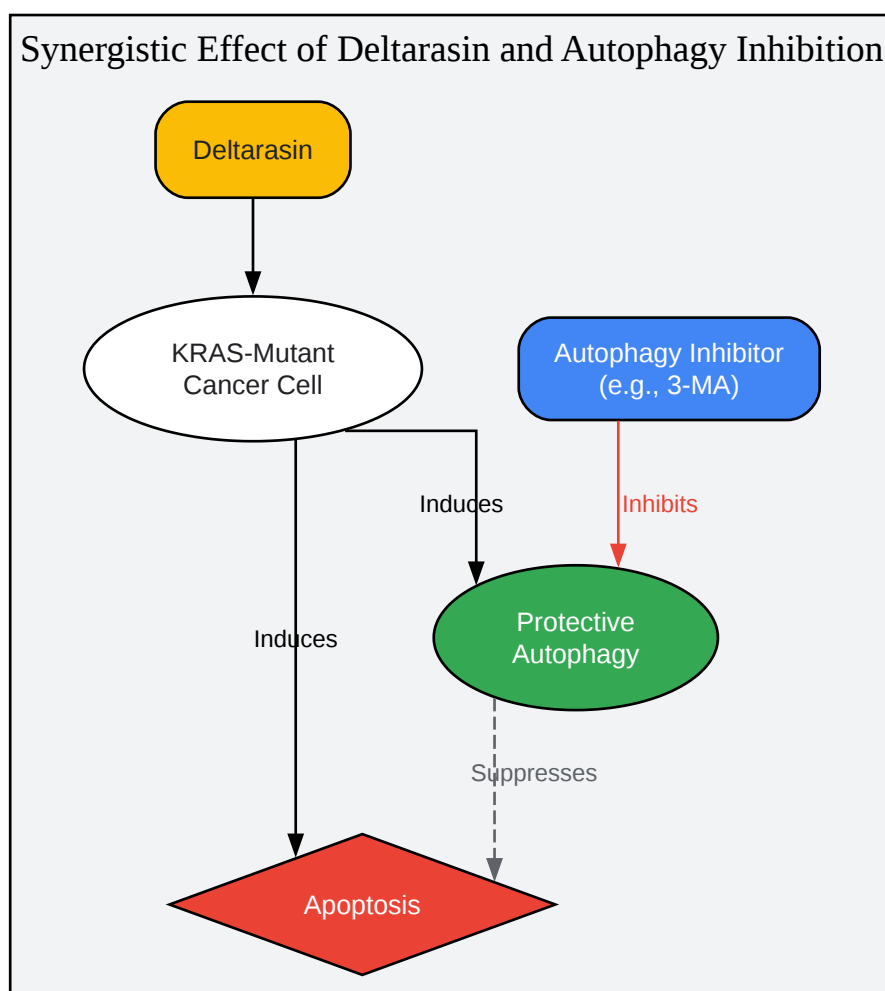 Synergistic Effect of Deltarasin and Autophagy Inhibition
Deltarasin
KRAS-Mutant
Cancer Cell
Autophagy Inhibitor
(e.g., 3-MA)
Induces
Inhibits
Protective
Autophagy
Induces
Suppresses
Apoptosis